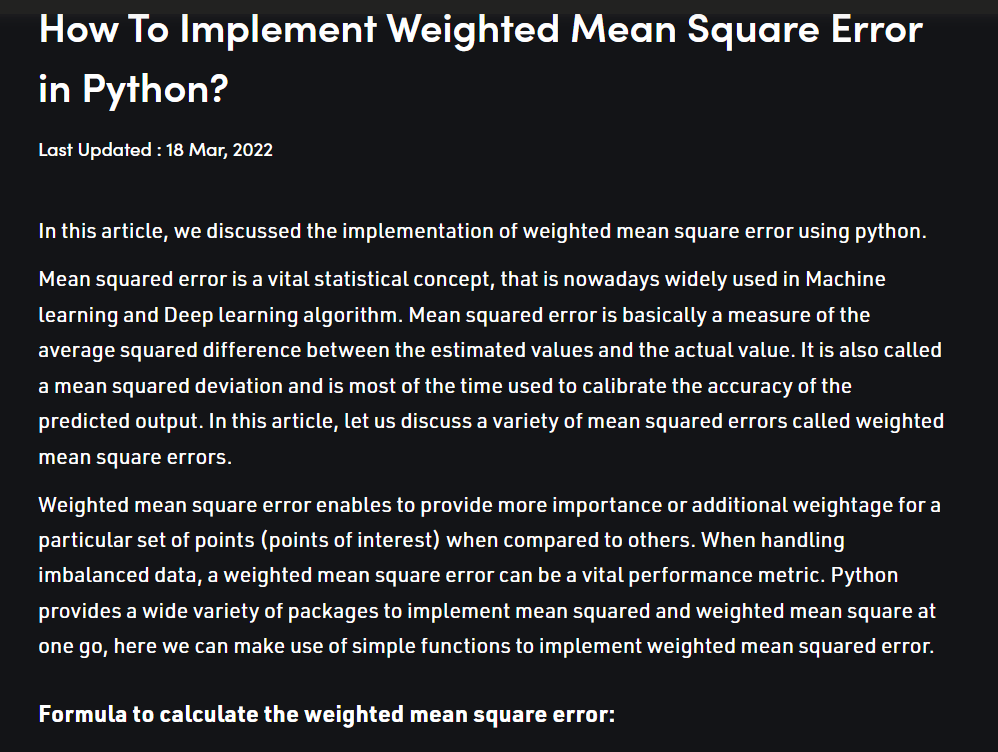 How To Implement Weighted Mean Square Error
in Python?
Last Updated : 18 Mar, 2022
In this article, we discussed the implementation of weighted mean square error using python.
Mean squared error is a vital statistical concept, that is nowadays widely used in Machine
learning and Deep learning algorithm. Mean squared error is basically a measure of the
average squared difference between the estimated values and the actual value. It is also called
a mean squared deviation and is most of the time used to calibrate the accuracy of the
predicted output. In this article, let us discuss a variety of mean squared errors called weighted
mean square errors.
Weighted mean square error enables to provide more importance or additional weightage for a
particular set of points (points of interest) when compared to others. When handling
imbalanced data, a weighted mean square error can be a vital performance metric. Python
provides a wide variety of packages to implement mean squared and weighted mean square at
one go, here we can make use of simple functions to implement weighted mean squared error.
Formula to calculate the weighted mean square error: